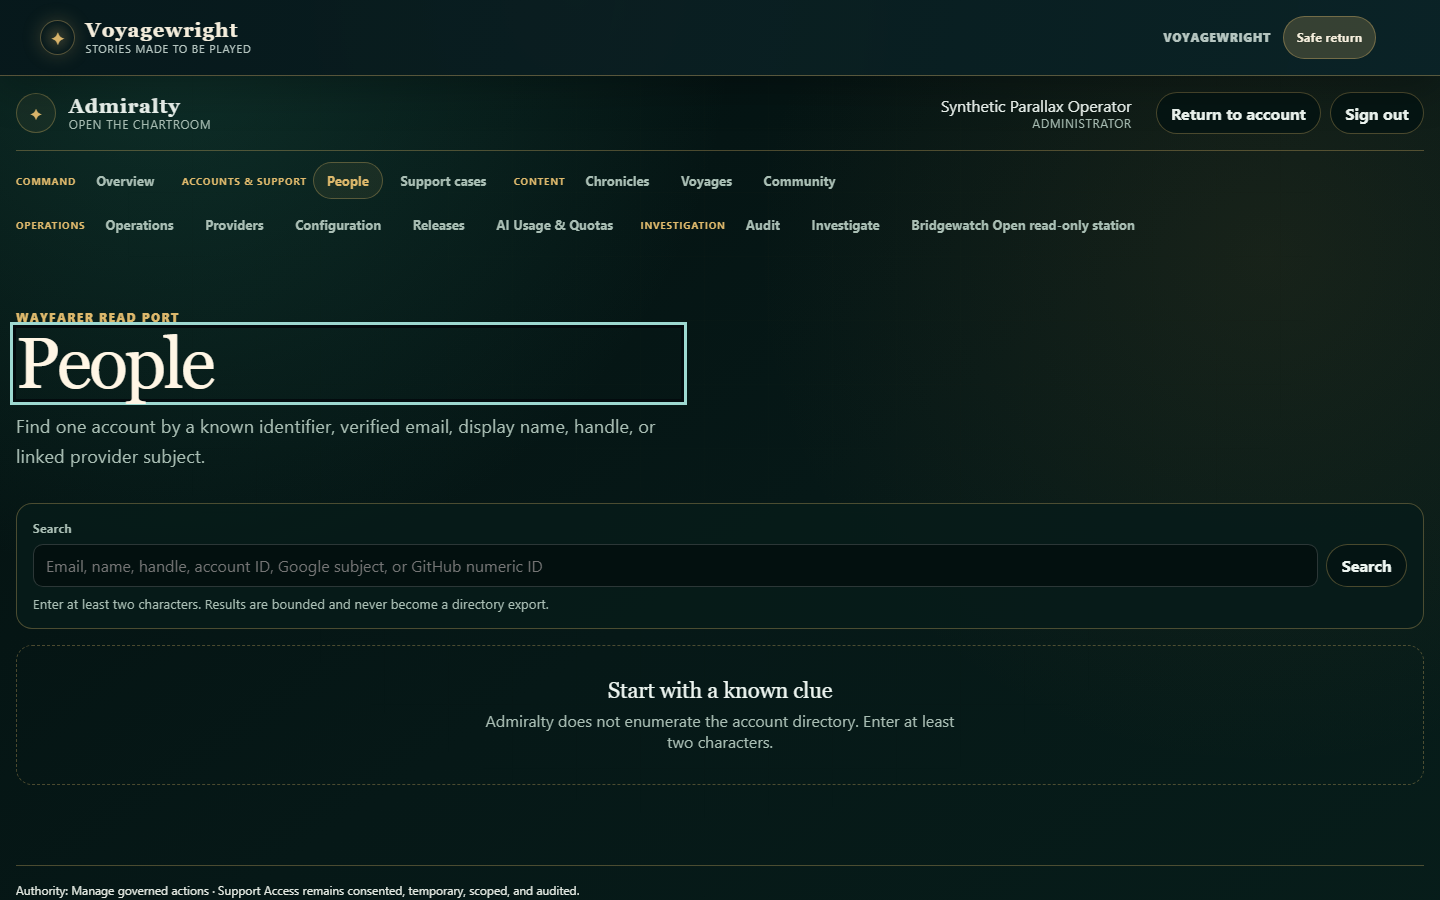 Voyagewright
STORIES MADE TO BE PLAYED
VOYAGEWRIGHT
Safe return
Admiralty
OPEN THE CHARTROOM
Synthetic Parallax Operator
ADMINISTRATOR
Return to account
Sign out
COMMAND Overview ACCOUNTS & SUPPORT People Support cases CONTENT Chronicles Voyages Community
OPERATIONS Operations Providers Configuration Releases AI Usage & Quotas INVESTIGATION Audit Investigate Bridgewatch Open read-only station
WAYFARER READ PORT
People
Find one account by a known identifier, verified email, display name, handle, or
linked provider subject.
Search
Email, name, handle, account ID, Google subject, or GitHub numeric ID
Search
Enter at least two characters. Results are bounded and never become a directory export.
Start with a known clue
Admiralty does not enumerate the account directory. Enter at least
two characters.
Authority: Manage governed actions · Support Access remains consented, temporary, scoped, and audited.